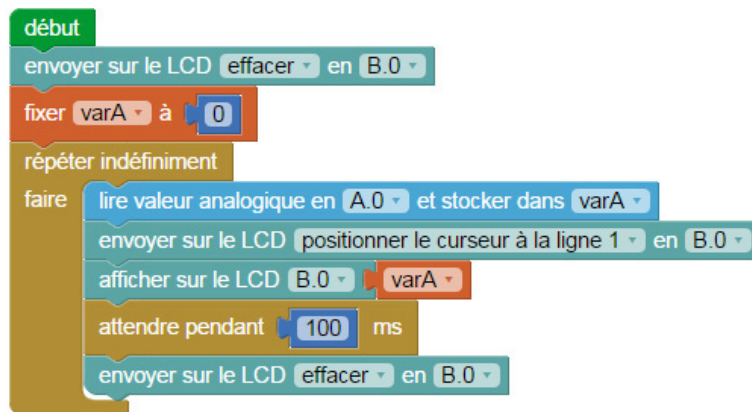 début
envoyer sur le LCD effacer en B.0
fixer varA à 0
répéter indéfiniment
faire lire valeur analogique en A.0 et stocker dans varA
envoyer sur le LCD positionner le curseur à la ligne 1 en B.0
afficher sur le LCD B.0 varA
attendre pendant 100 ms
envoyer sur le LCD effacer en B.0